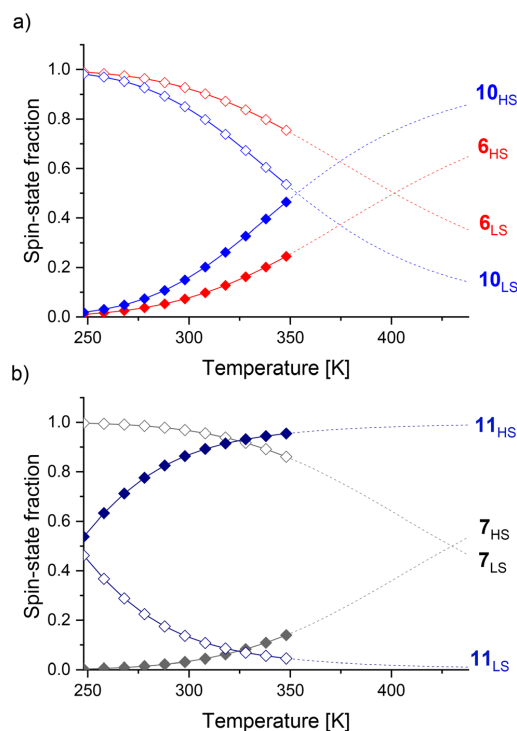 a)
1.0
0.8
0.6
0.4
0.2
0.0
Spin-state fraction
250
300
350
400
Temperature [K]
10HS
6HS
6LS
10LS
b)
1.0
0.8
0.6
0.4
0.2
0.0
Spin-state fraction
250
300
350
400
Temperature [K]
11HS
7HS
7LS
11LS